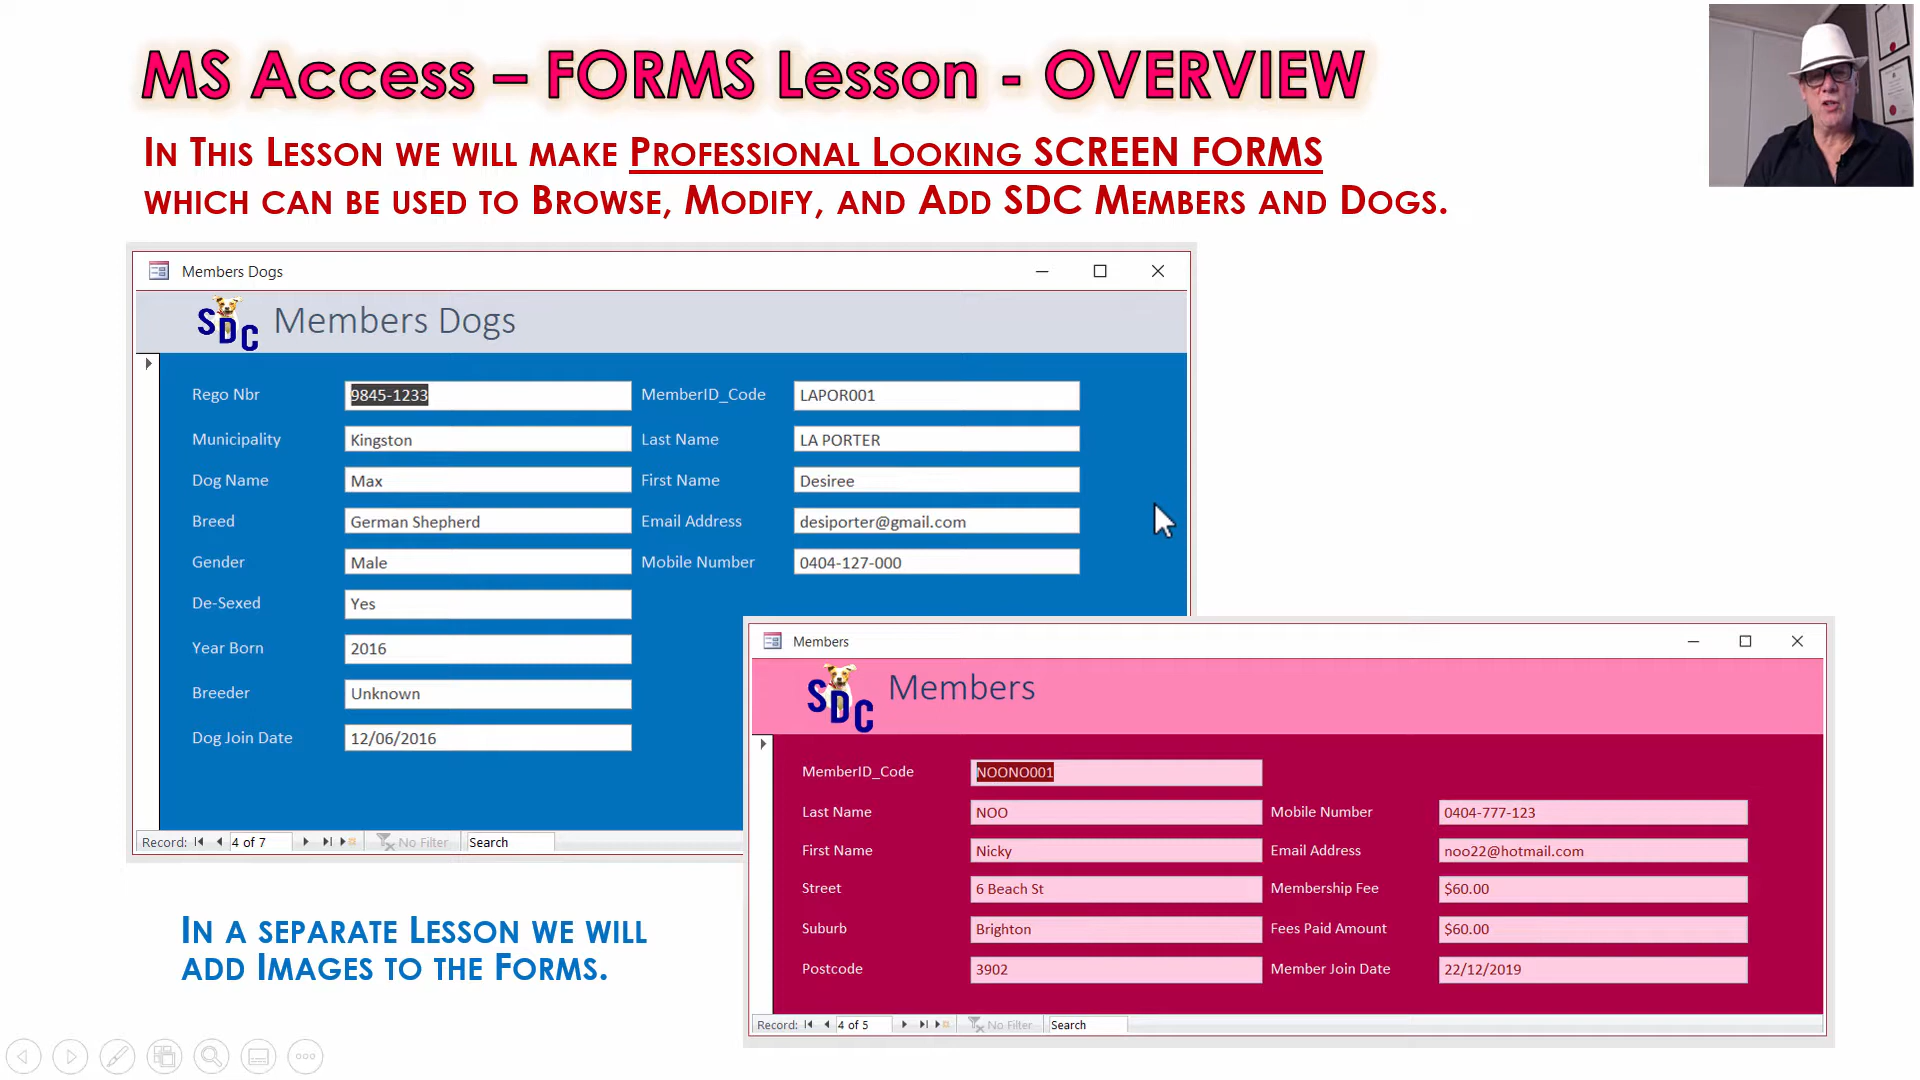 MS Access – FORMS Lesson - OVERVIEW
IN THIS LESSON WE WILL MAKE PROFESSIONAL LOOKING SCREEN FORMS
WHICH CAN BE USED TO BROWSE, MODIFY, AND ADD SDC MEMBERS AND DOGS.
Members Dogs
SDC Members Dogs
Rego Nbr 9845-1233 MemberID_Code LAPOR001
Municipality Kingston Last Name LA PORTER
Dog Name Max First Name Desiree
Breed German Shepherd Email Address desiporter@gmail.com
Gender Male Mobile Number 0404-127-000
De-Sexed Yes
Year Born 2016
Breeder Unknown
Dog Join Date 12/06/2016
Record: 4 of 7 No Filter Search
Members
SDC Members
MemberID_Code NOONO001
Last Name NOO Mobile Number 0404-777-123
First Name Nicky Email Address noo22@hotmail.com
Street 6 Beach St Membership Fee $60.00
Suburb Brighton Fees Paid Amount $60.00
Postcode 3902 Member Join Date 22/12/2019
Record: 4 of 5 No Filter Search
IN A SEPARATE LESSON WE WILL
ADD IMAGES TO THE FORMS.